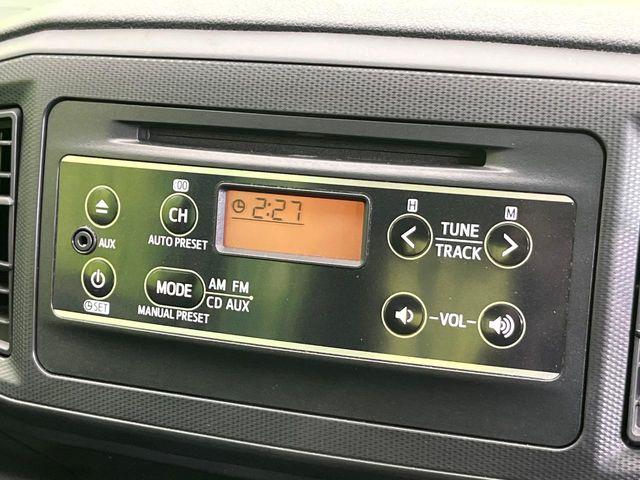 :00
H
M
CH
2:27
TUNE
TRACK
AUX
AUTO PRESET
MODE
AM FM
CD AUX
SET
MANUAL PRESET
-VOL-